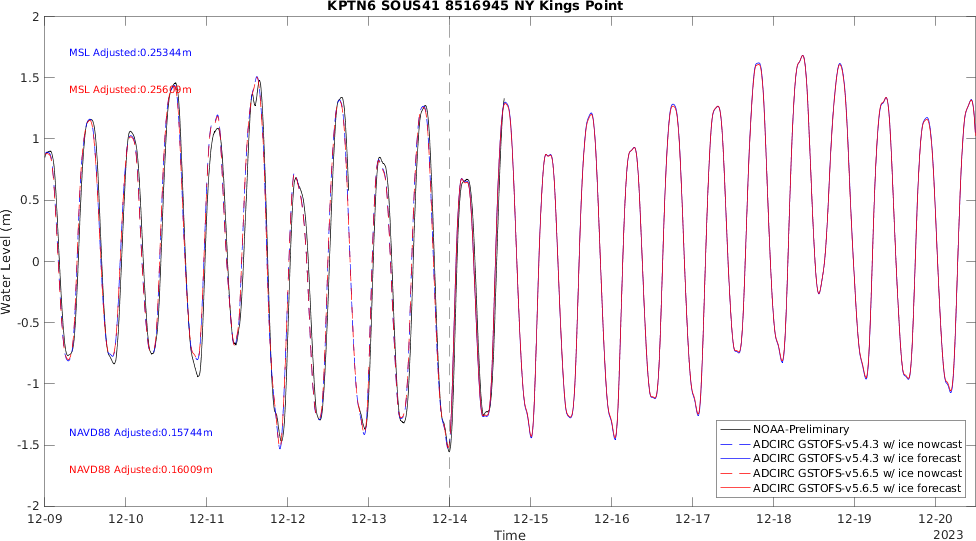 KPTN6 SOUS41 8516945 NY Kings Point
Water Level (m)
2
1.5
1
0.5
0
-0.5
-1
-1.5
-2
MSL Adjusted:0.25344m
MSL Adjusted:0.25609m
NAVD88 Adjusted:0.15744m
NAVD88 Adjusted:0.16009m
NOAA-Preliminary
ADCIRC GSTOFS-v5.4.3 w/ ice nowcast
ADCIRC GSTOFS-v5.4.3 w/ ice forecast
ADCIRC GSTOFS-v5.6.5 w/ ice nowcast
ADCIRC GSTOFS-v5.6.5 w/ ice forecast
12-09 12-10 12-11 12-12 12-13 12-14 12-15 12-16 12-17 12-18 12-19 12-20
Time
2023